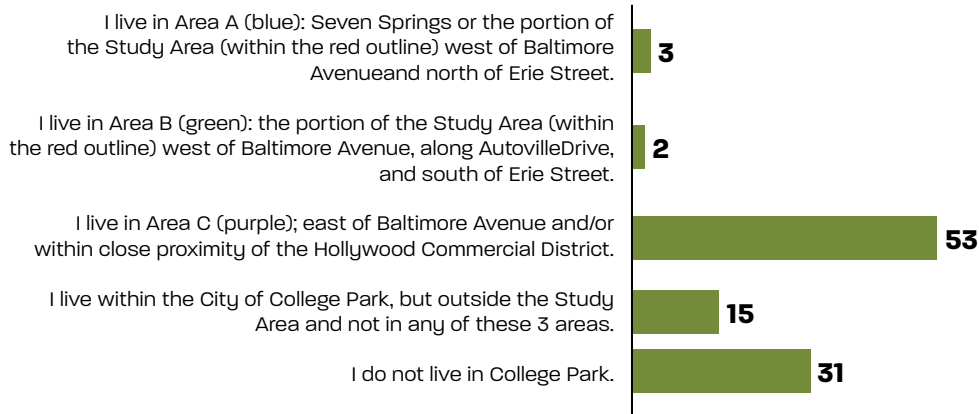 I live in Area A (blue): Seven Springs or the portion of
the Study Area (within the red outline) west of Baltimore
Avenueand north of Erie Street.
3
I live in Area B (green): the portion of the Study Area (within
the red outline) west of Baltimore Avenue, along AutovilleDrive,
and south of Erie Street.
2
I live in Area C (purple); east of Baltimore Avenue and/or
within close proximity of the Hollywood Commercial District.
53
I live within the City of College Park, but outside the Study
Area and not in any of these 3 areas.
15
I do not live in College Park.
31